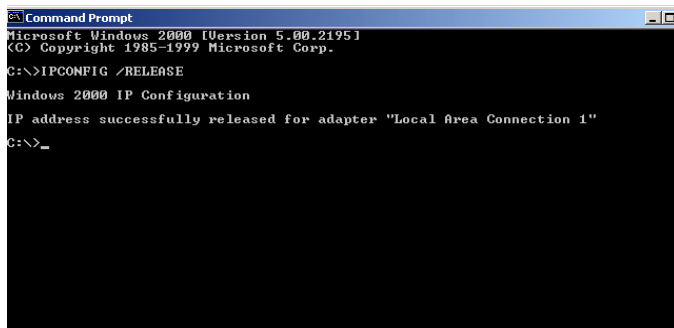 Command Prompt
Microsoft Windows 2000 [Version 5.00.2195]
(C) Copyright 1985-1999 Microsoft Corp.
C:\>IPCONFIG /RELEASE
Windows 2000 IP Configuration
IP address successfully released for adapter "Local Area Connection 1"
C:\>_